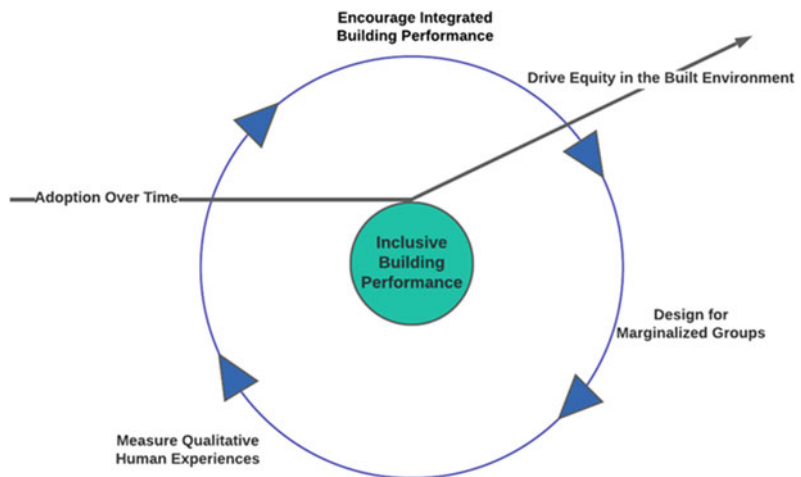 Encourage Integrated
Building Performance
Drive Equity in the Built Environment
Adoption Over Time
Inclusive
Building
Performance
Design for
Marginalized Groups
Measure Qualitative
Human Experiences